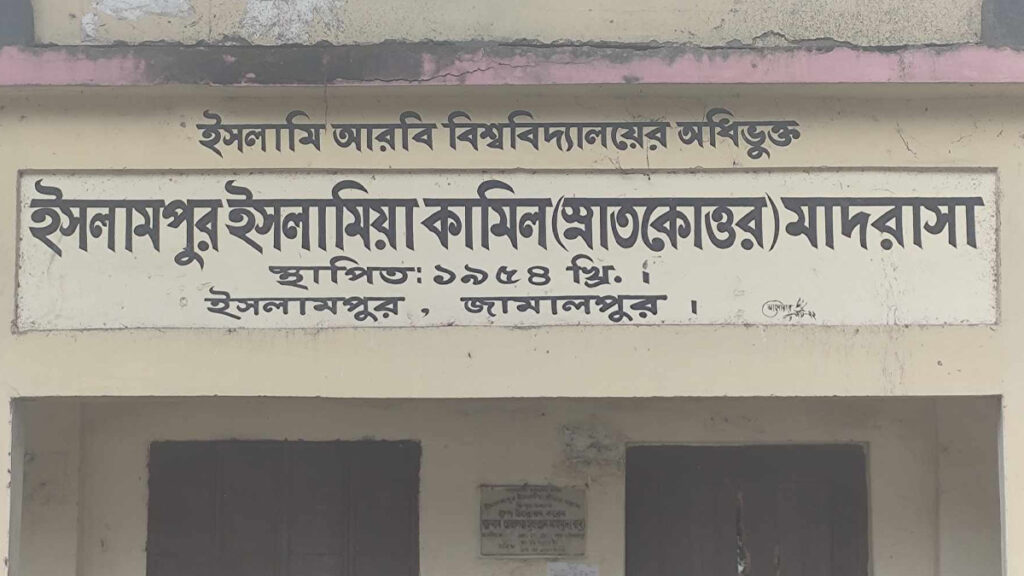 ইসলামি আরবি বিশ্ববিদ্যালয়ের অধিভুক্ত
ইসলামপুর ইসলামিয়া কামিল (স্নাতকোত্তর) মাদরাসা
স্থাপিত: ১৯৫৪ খ্রি. ।
ইসলামপুর , জামালপুর ।